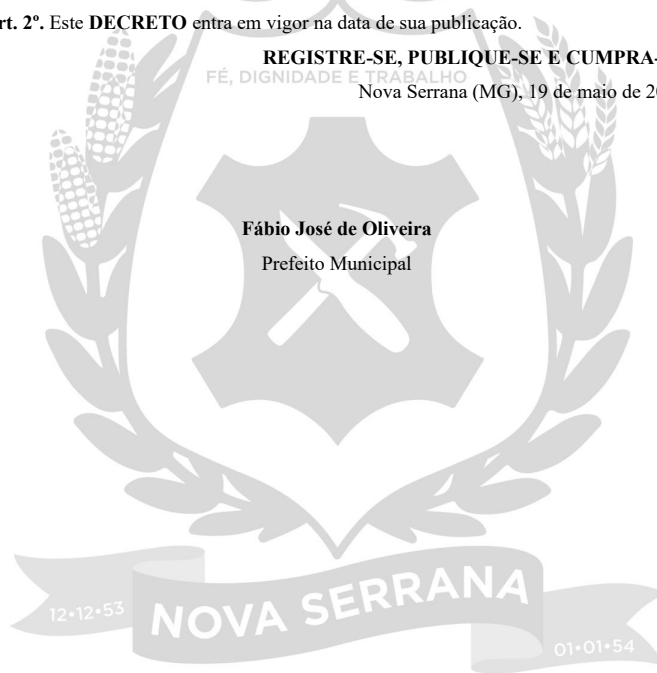 rt. 2º. Este DECRETO entra em vigor na data de sua publicação.
REGISTRE-SE, PUBLIQUE-SE E CUMPRA-
FÉ, DIGNIDADE E TRABALHO
Nova Serrana (MG), 19 de maio de 20
Fábio José de Oliveira
Prefeito Municipal
12•12•53
NOVA SERRANA
01•01•54